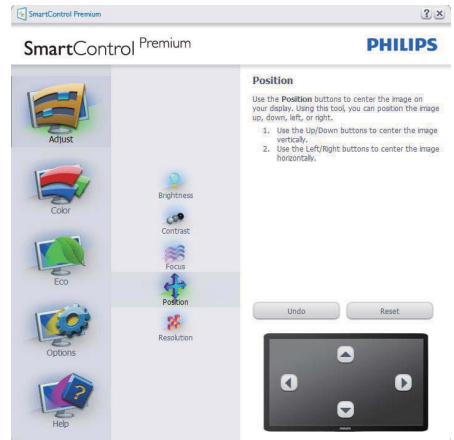 SmartControl Premium
SmartControl Premium
PHILIPS
Adjust
Color
Eco
Options
Help
Brightness
Contrast
Focus
Position
Resolution
Position
Use the Position buttons to center the image on
your display. Using this tool, you can position the image
up, down, left, or right.
1. Use the Up/Down buttons to center the image
vertically.
2. Use the Left/Right buttons to center the image
horizontally.
Undo
Reset